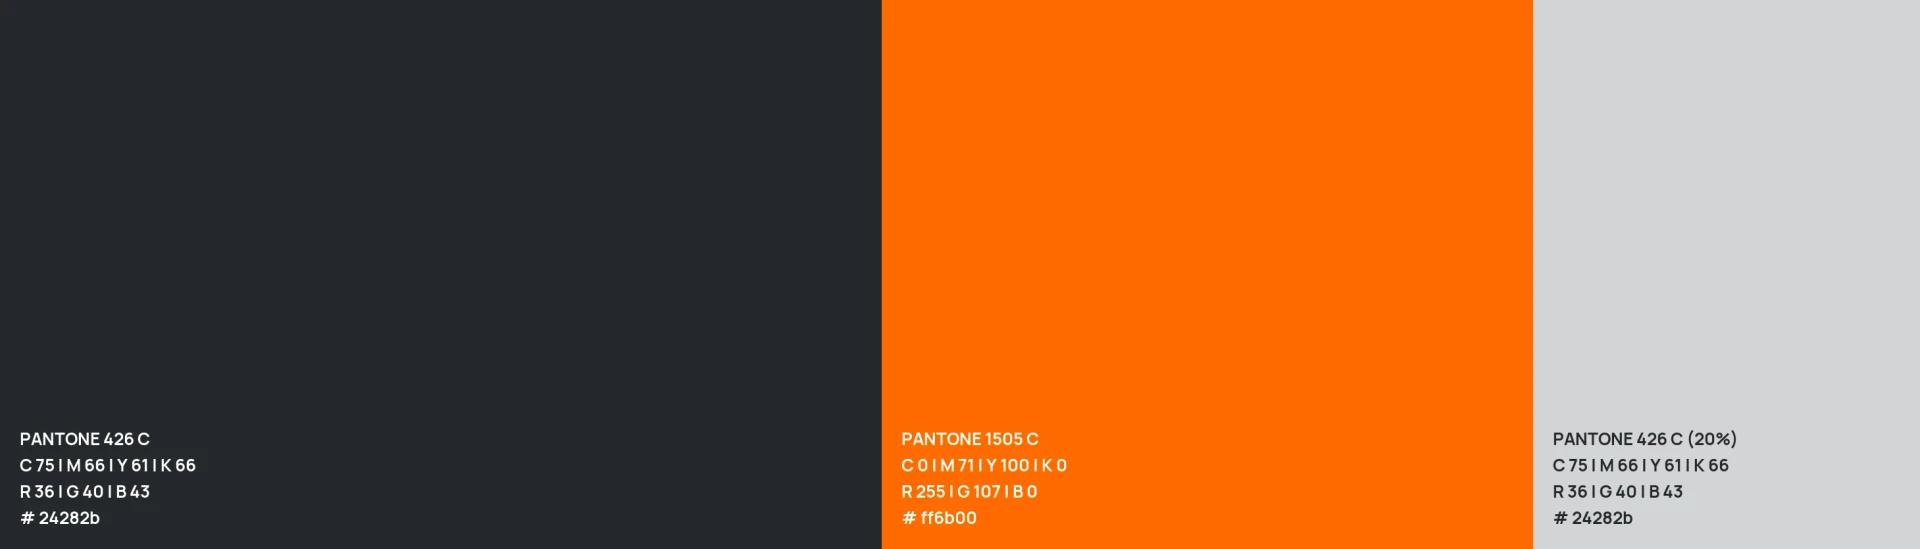 PANTONE 426 C
C 75 | M 66 | Y 61 | K 66
R 36 | G 40 | B 43
# 24282b
PANTONE 1505 C
C 0 | M 71 | Y 100 | K 0
R 255 | G 107 | B 0
# ff6b00
PANTONE 426 C (20%)
C 75 | M 66 | Y 61 | K 66
R 36 | G 40 | B 43
# 24282b